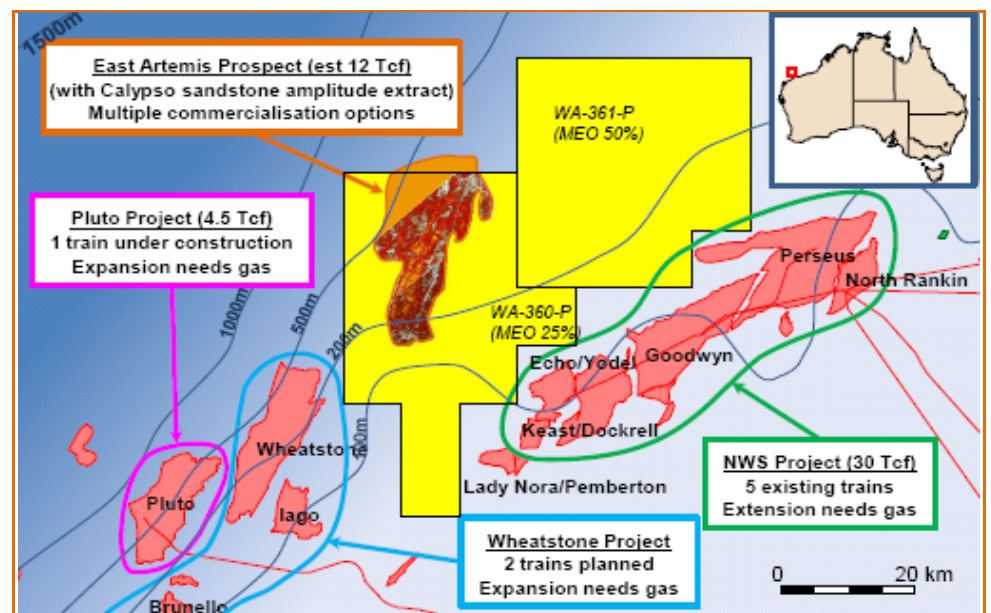 1500m
East Artemis Prospect (est 12 Tcf)
(with Calypso sandstone amplitude extract)
Multiple commercialisation options
WA-361-P
(MEO 50%)
Pluto Project (4.5 Tcf)
1 train under construction
Expansion needs gas
Perseus
North Rankin
1000m
500m
200m
WA-360-P
(MEO 25%)
Echo/Yodel
Goodwyn
Keast/Dockrell
Wheatstone
Lady Nora/Pemberton
Pluto
Iago
NWS Project (30 Tcf)
5 existing trains
Extension needs gas
Wheatstone Project
2 trains planned
Expansion needs gas
0 20 km
Brunello